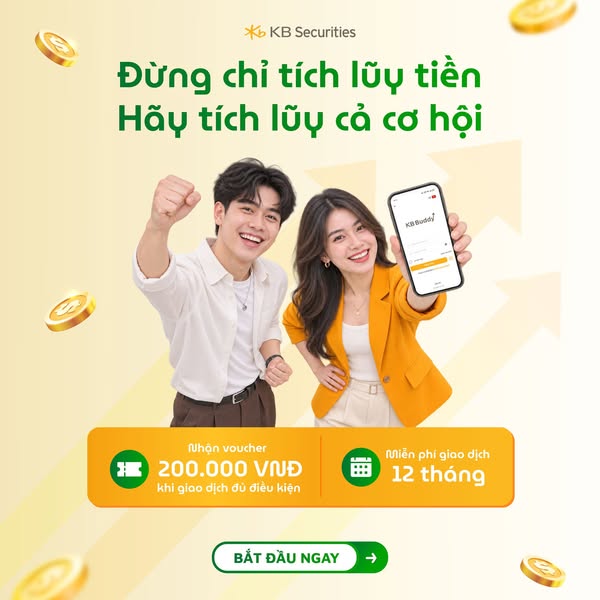 KB Securities
Đừng chỉ tích lũy tiền
Hãy tích lũy cả cơ hội
KB Buddy
Nhận voucher
200.000 VNĐ
khi giao dịch đủ điều kiện
Miễn phí giao dịch
12 tháng
BẮT ĐẦU NGAY